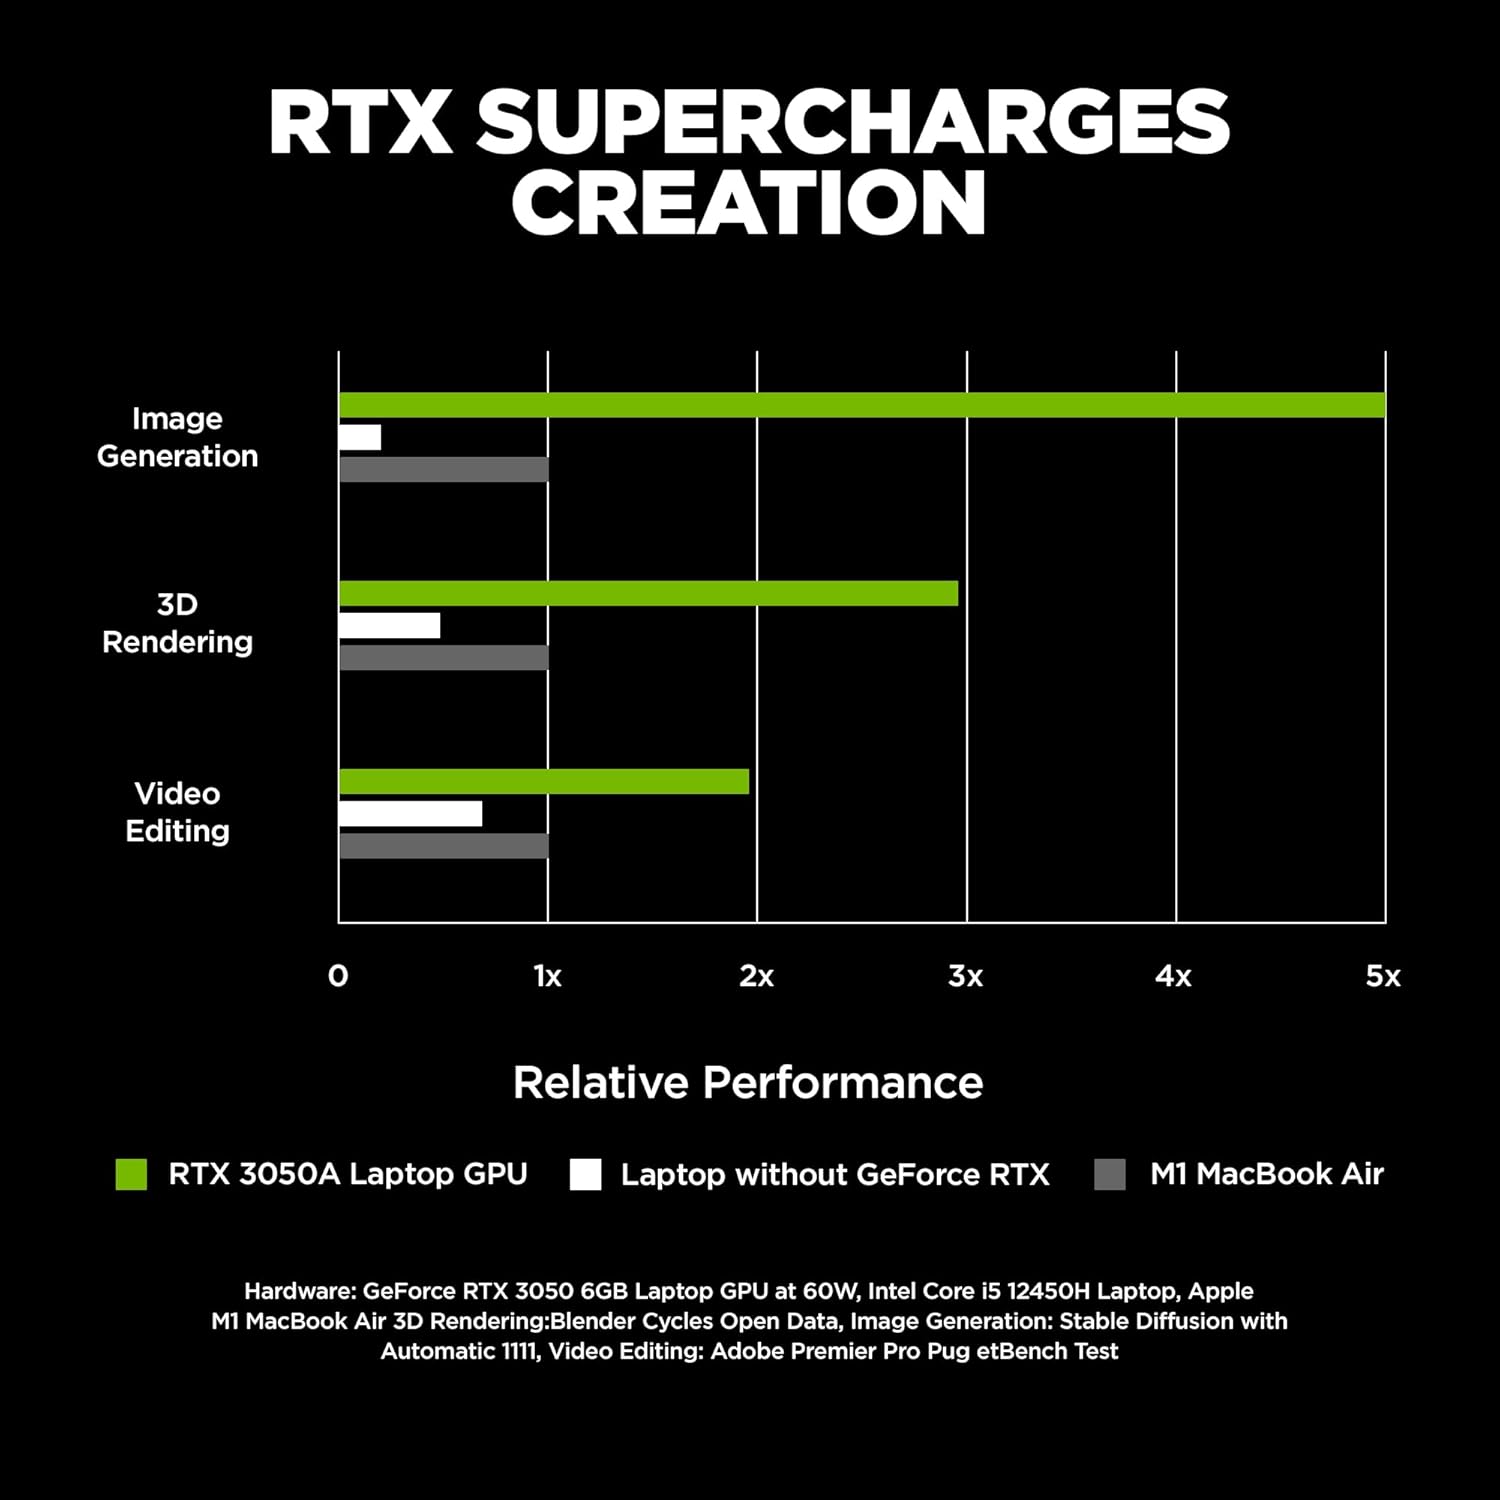 RTX SUPERCHARGES
CREATION
Image
Generation
3D
Rendering
Video
Editing
0 1x 2x 3x 4x 5x
Relative Performance
RTX 3050A Laptop GPU Laptop without GeForce RTX M1 MacBook Air
Hardware: GeForce RTX 3050 6GB Laptop GPU at 60W, Intel Core i5 12450H Laptop, Apple
M1 MacBook Air 3D Rendering:Blender Cycles Open Data, Image Generation: Stable Diffusion with
Automatic 1111, Video Editing: Adobe Premier Pro Pug etBench Test